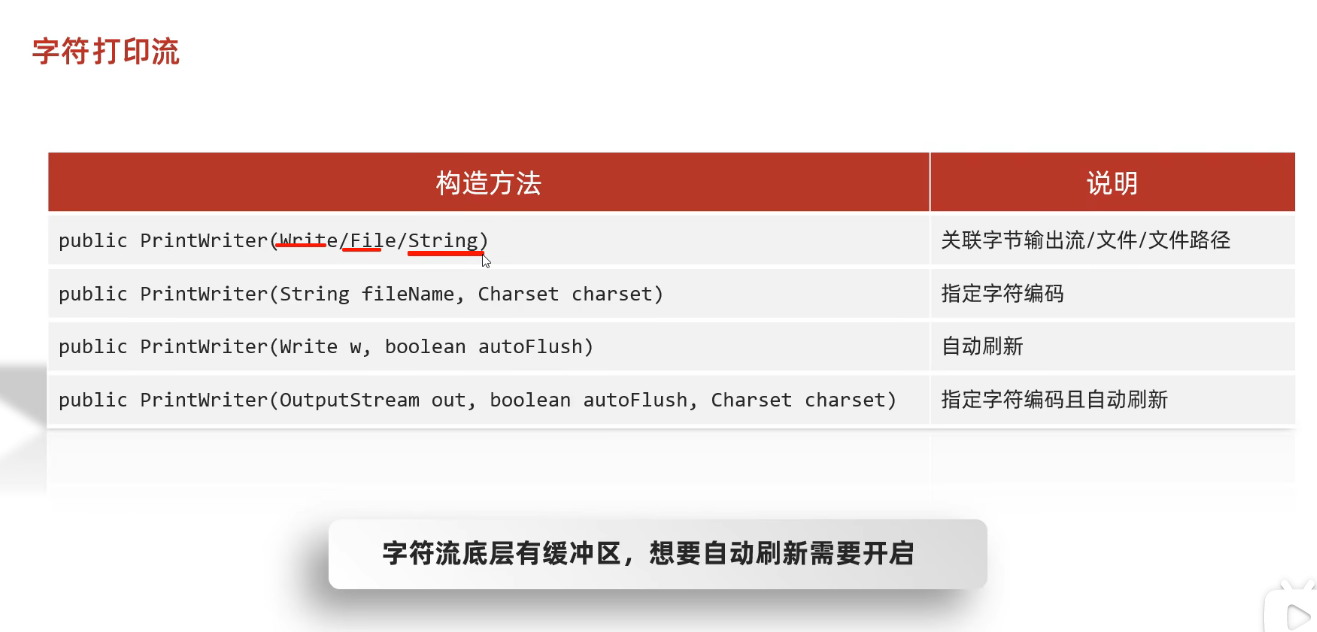 字符打印流
构造方法 说明
public PrintWriter(Write/File/String) 关联字节输出流/文件/文件路径
public PrintWriter(String fileName, Charset charset) 指定字符编码
public PrintWriter(Write w, boolean autoFlush) 自动刷新
public PrintWriter(OutputStream out, boolean autoFlush, Charset charset) 指定字符编码且自动刷新
字符流底层有缓冲区，想要自动刷新需要开启